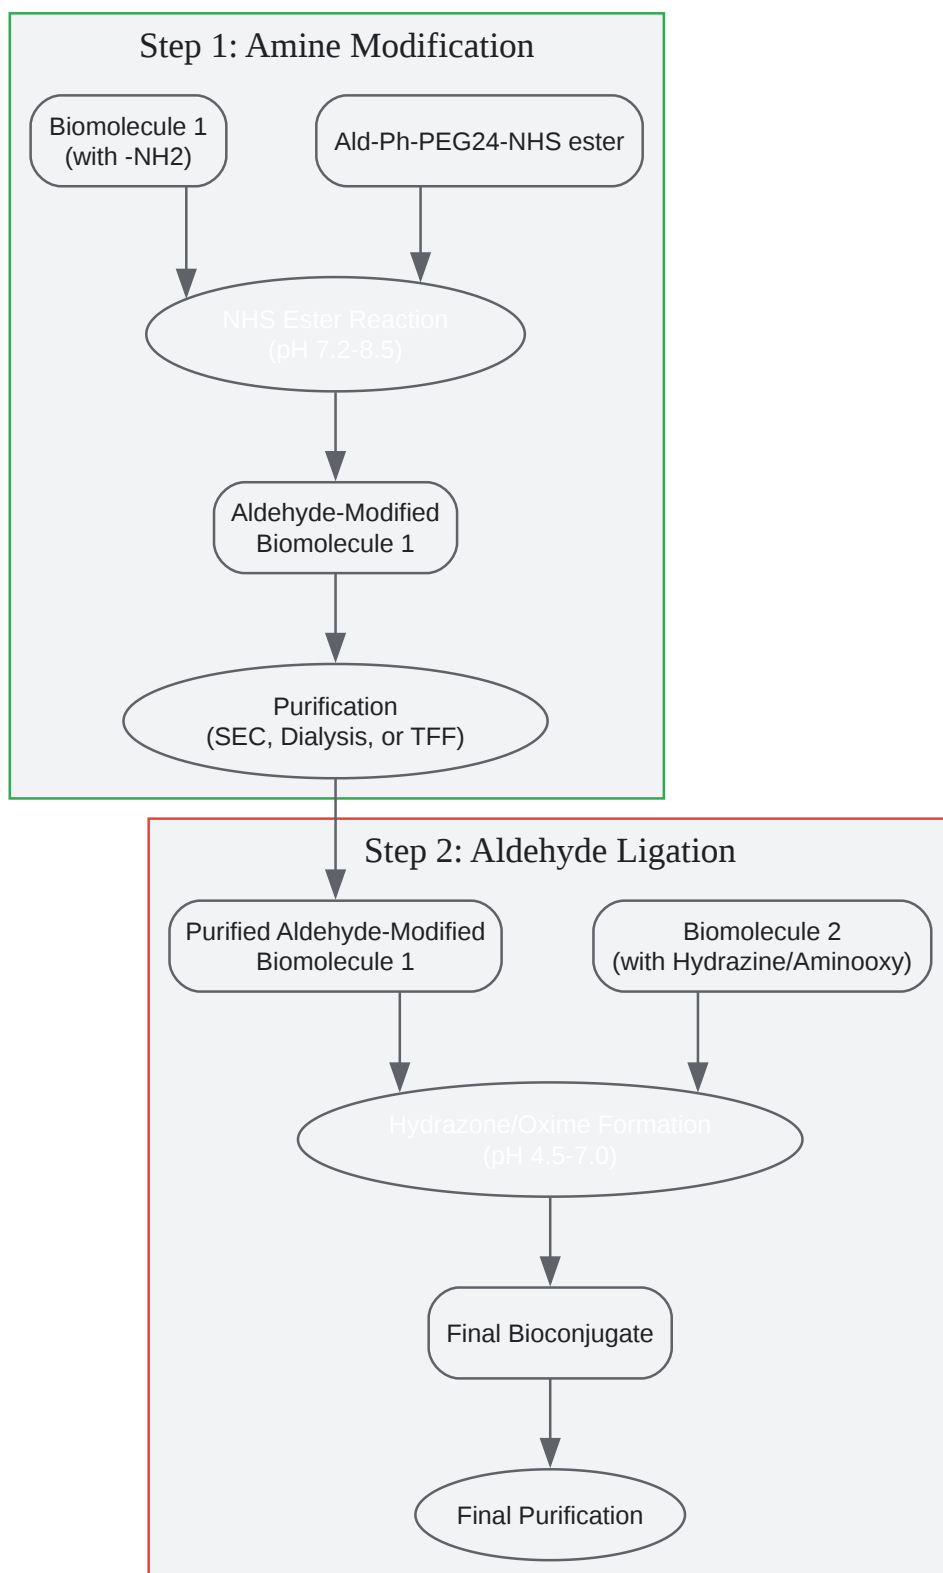 Step 1: Amine Modification
Biomolecule 1
(with -NH2)
Ald-Ph-PEG24-NHS ester
NHS Ester Reaction
(pH 7.2-8.5)
Aldehyde-Modified
Biomolecule 1
Purification
(SEC, Dialysis, or TFF)
Step 2: Aldehyde Ligation
Purified Aldehyde-Modified
Biomolecule 1
Biomolecule 2
(with Hydrazine/Aminooxy)
Hydrazone/Oxime Formation
(pH 4.5-7.0)
Final Bioconjugate
Final Purification